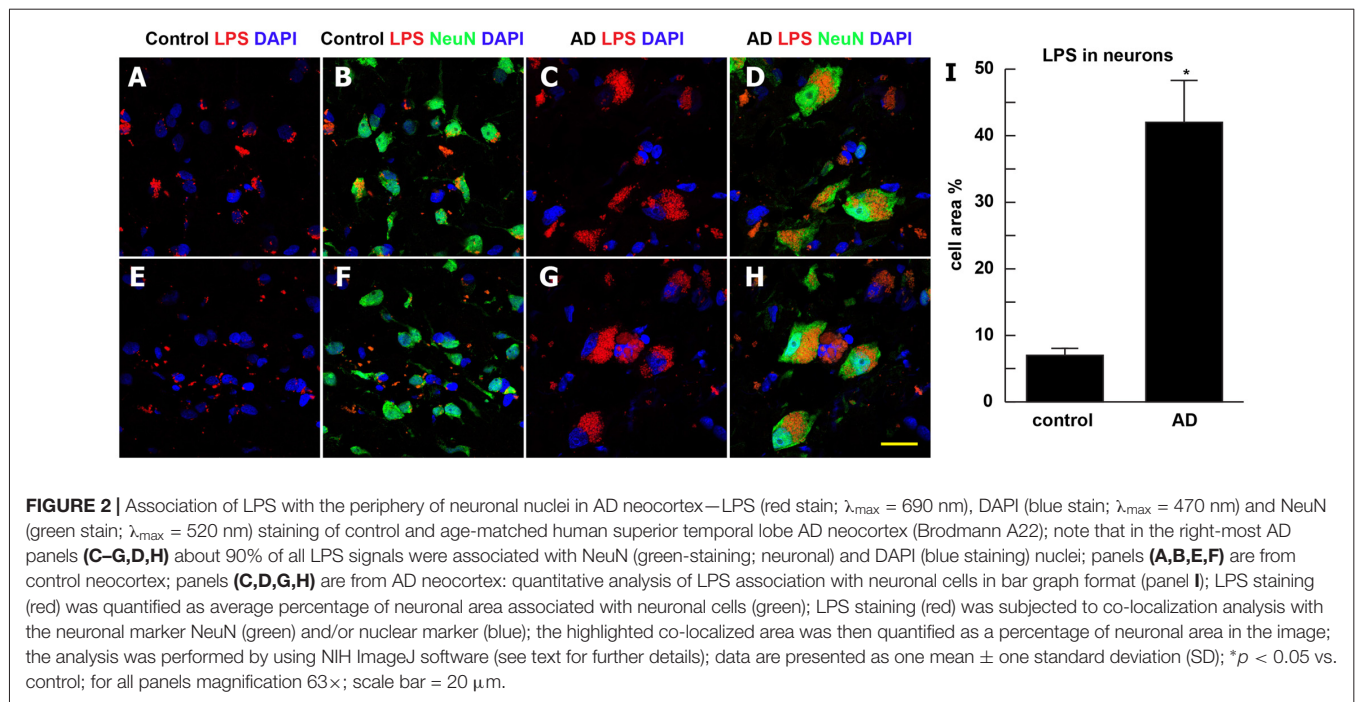 Control LPS DAPI
Control LPS NeuN DAPI
AD LPS DAPI
AD LPS NeuN DAPI
A
B
C
D
E
F
G
H
I
LPS in neurons
*
50
40
30
20
10
0
cell area %
control
AD
FIGURE 2 | Association of LPS with the periphery of neuronal nuclei in AD neocortex—LPS (red stain; λmax = 690 nm), DAPI (blue stain; λmax = 470 nm) and NeuN
(green stain; λmax = 520 nm) staining of control and age-matched human superior temporal lobe AD neocortex (Brodmann A22); note that in the right-most AD
panels (C–G,D,H) about 90% of all LPS signals were associated with NeuN (green-staining; neuronal) and DAPI (blue staining) nuclei; panels (A,B,E,F) are from
control neocortex; panels (C,D,G,H) are from AD neocortex: quantitative analysis of LPS association with neuronal cells in bar graph format (panel I); LPS staining
(red) was quantified as average percentage of neuronal area associated with neuronal cells (green); LPS staining (red) was subjected to co-localization analysis with
the neuronal marker NeuN (green) and/or nuclear marker (blue); the highlighted co-localized area was then quantified as a percentage of neuronal area in the image;
the analysis was performed by using NIH ImageJ software (see text for further details); data are presented as one mean ± one standard deviation (SD); *p < 0.05 vs.
control; for all panels magnification 63×; scale bar = 20 μm.